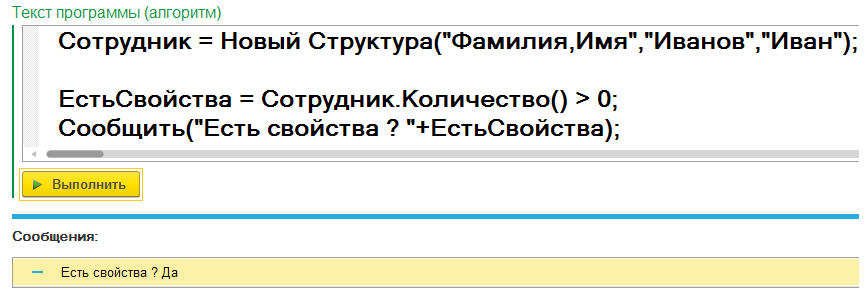 Текст программы (алгоритм)
Сотрудник = Новый Структура("Фамилия,Имя","Иванов","Иван");
ЕстьСвойства = Сотрудник.Количество() > 0;
Сообщить("Есть свойства ? "+ЕстьСвойства);
Выполнить
Сообщения:
Есть свойства ? Да